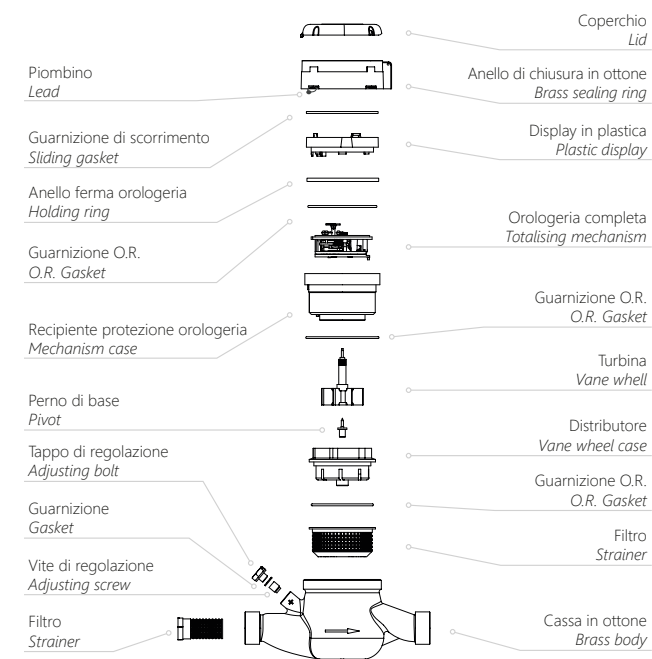 Coperchio
Lid
Piombino
Lead
Anello di chiusura in ottone
Brass sealing ring
Guarnizione di scorrimento
Sliding gasket
Display in plastica
Plastic display
Anello ferma orologeria
Holding ring
Orologeria completa
Totalising mechanism
Guarnizione O.R.
O.R. Gasket
Guarnizione O.R.
O.R. Gasket
Recipiente protezione orologeria
Mechanism case
Turbina
Vane whell
Perno di base
Pivot
Distributore
Vane wheel case
Tappo di regolazione
Adjusting bolt
Guarnizione O.R.
O.R. Gasket
Guarnizione
Gasket
Filtro
Strainer
Vite di regolazione
Adjusting screw
Filtro
Strainer
Cassa in ottone
Brass body